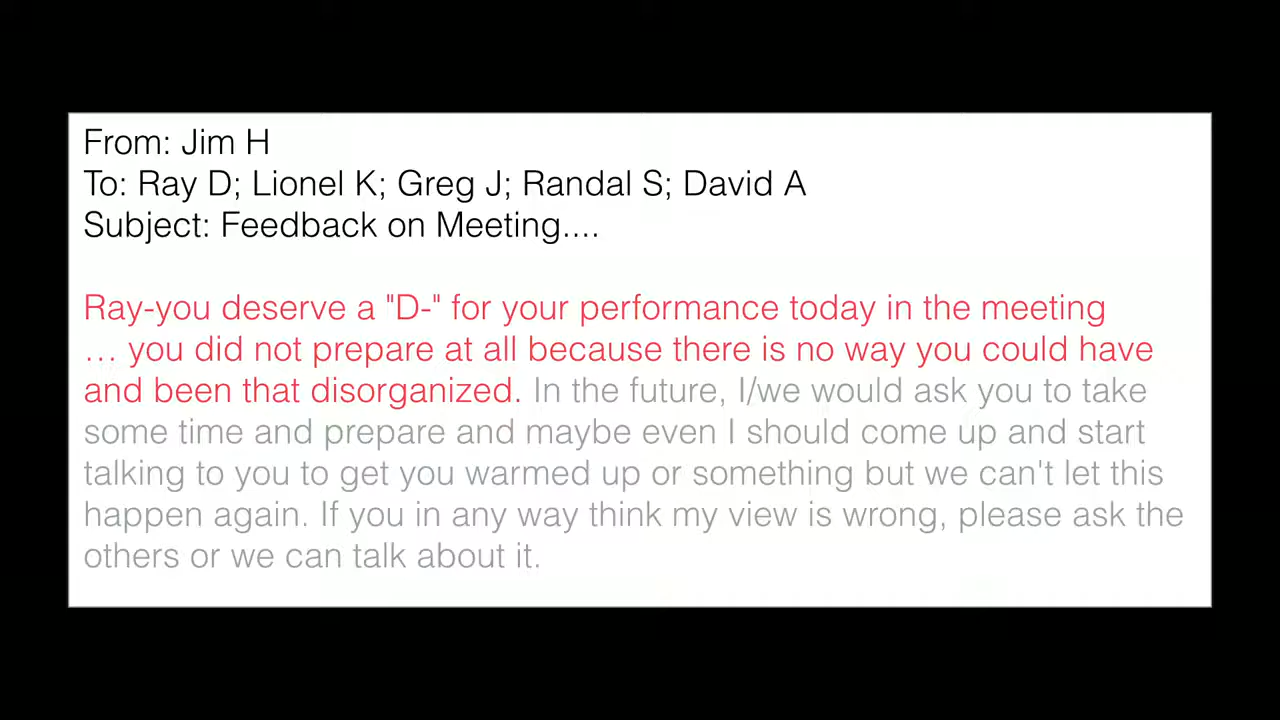 From: Jim H
To: Ray D; Lionel K; Greg J; Randal S; David A
Subject: Feedback on Meeting....
Ray-you deserve a "D-" for your performance today in the meeting
… you did not prepare at all because there is no way you could have
and been that disorganized. In the future, I/we would ask you to take
some time and prepare and maybe even I should come up and start
talking to you to get you warmed up or something but we can't let this
happen again. If you in any way think my view is wrong, please ask the
others or we can talk about it.